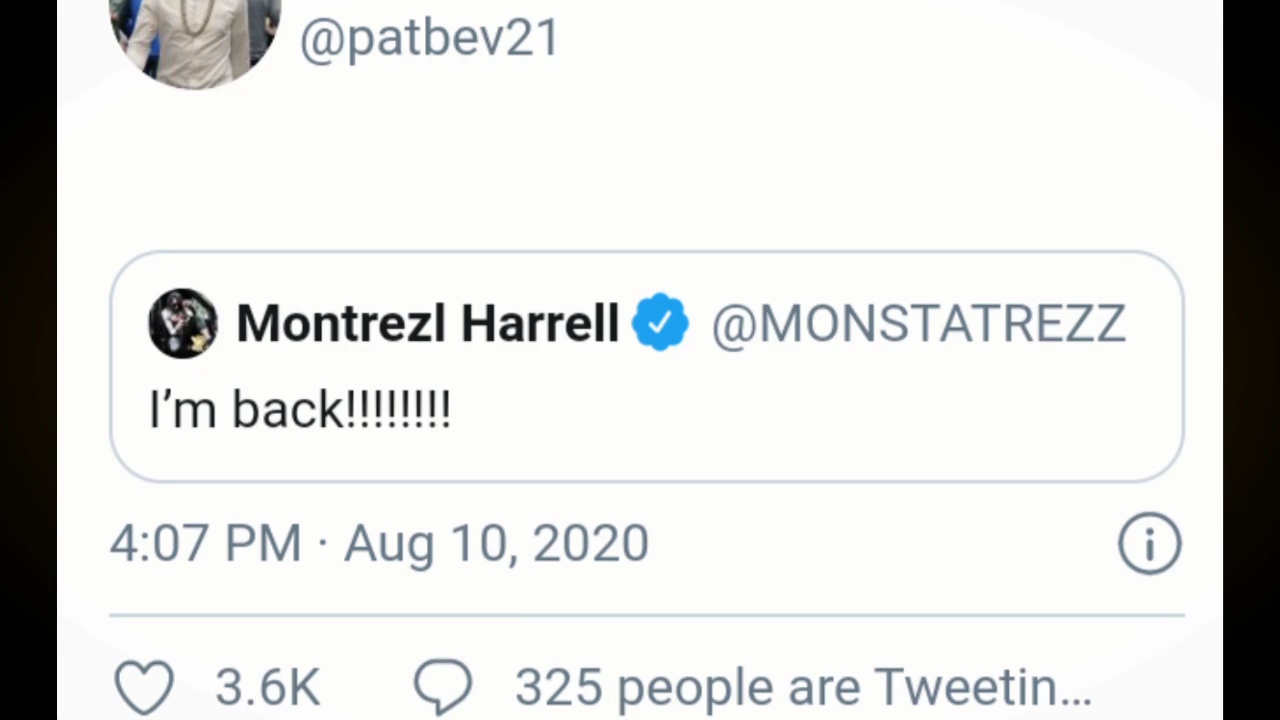 @patbev21
Montrezl Harrell @MONSTATREZZ
I’m back!!!!!!!!
4:07 PM · Aug 10, 2020
3.6K 325 people are Tweetin...